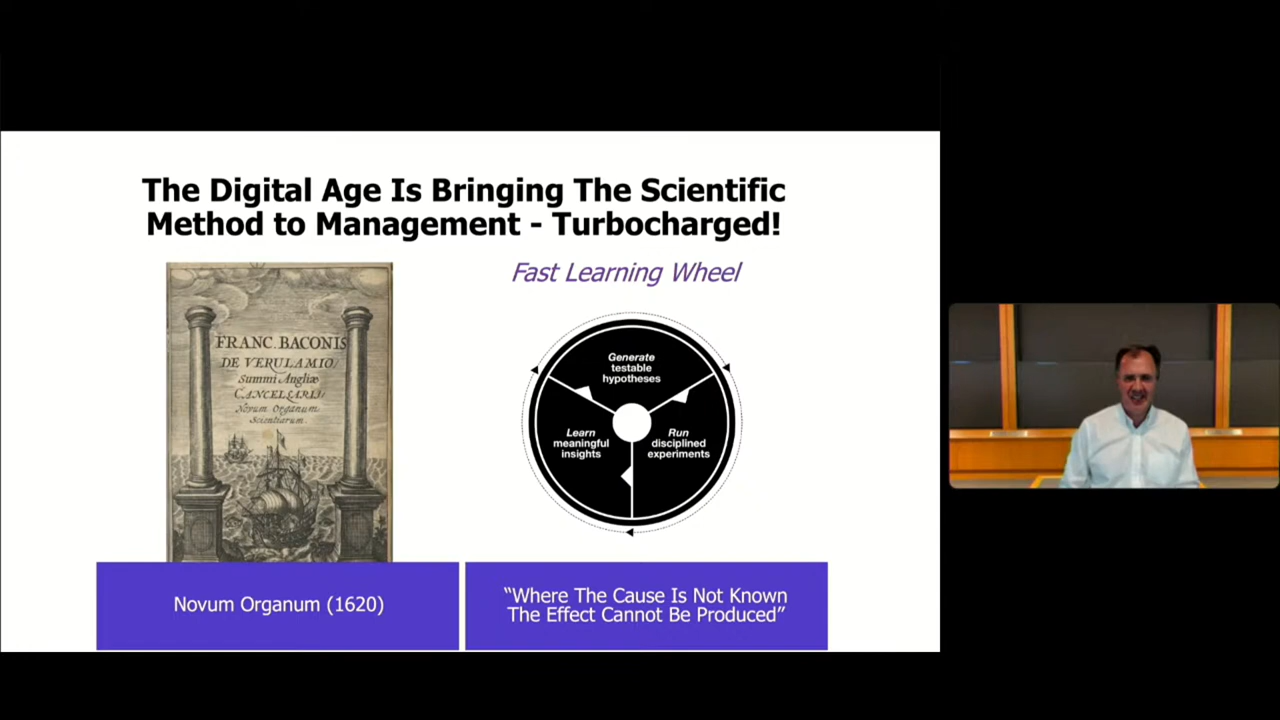 The Digital Age Is Bringing The Scientific
Method to Management - Turbocharged!
Fast Learning Wheel
FRANC. BACONIS
DE VERULAMIO/
Summi Angliæ
CANCELLARII/
Novum Organum
Scientiarum.
Generate
testable
hypotheses
Learn
meaningful
insights
Run
disciplined
experiments
Novum Organum (1620)
“Where The Cause Is Not Known
The Effect Cannot Be Produced”